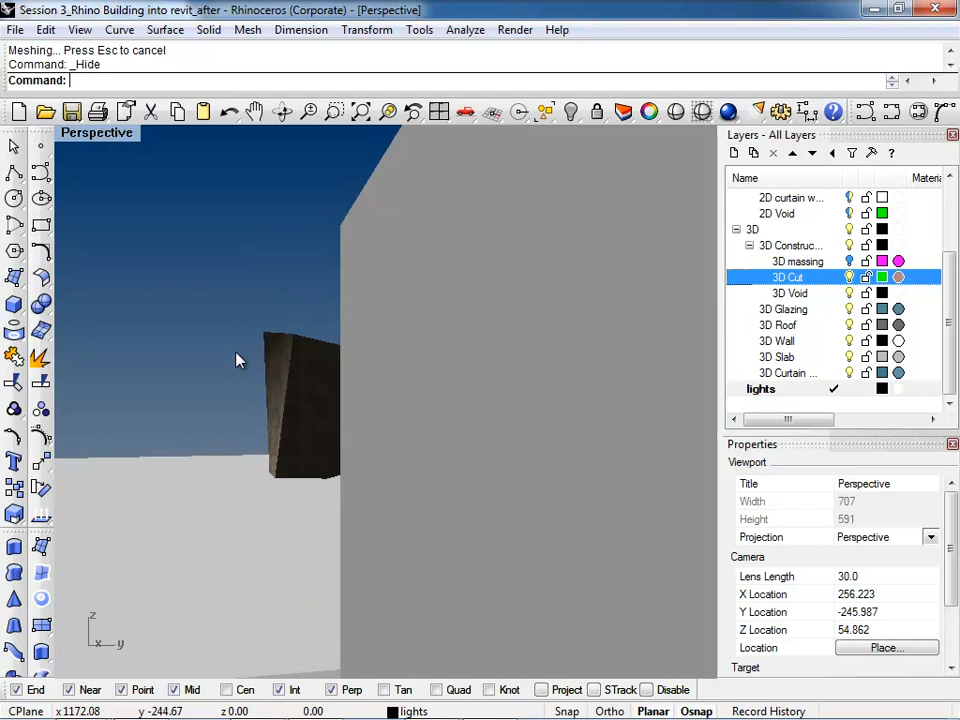 Session 3_Rhino Building into revit_after - Rhinoceros (Corporate) - [Perspective]
File Edit View Curve Surface Solid Mesh Dimension Transform Tools Analyze Render Help
Meshing... Press Esc to cancel
Command: _Hide
Command:
Perspective
Layers - All Layers
Name Materia
2D curtain w...
2D Void
3D
3D Construc...
3D massing
3D Cut
3D Void
3D Glazing
3D Roof
3D Wall
3D Slab
3D Curtain ...
lights
Properties
Viewport
Title Perspective
Width 707
Height 591
Projection Perspective
Camera
Lens Length 30.0
X Location 256.223
Y Location -245.987
Z Location 54.862
Location Place...
Target
z
x y
End Near Point Mid Cen Int Perp Tan Quad Knot Project STrack Disable
CPlane x 1172.08 y -244.67 z 0.00 0.00 lights Snap Ortho Planar Osnap Record History